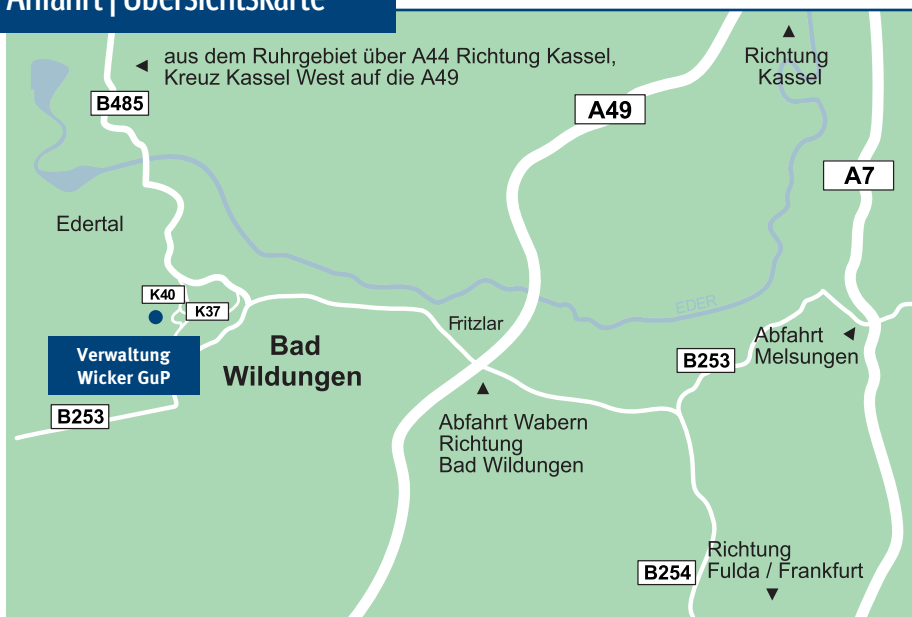 Anfahrt | Übersichtskarte
aus dem Ruhrgebiet über A44 Richtung Kassel,
Kreuz Kassel West auf die A49
Richtung
Kassel
B485
A49
A7
Edertal
K40
K37
EDER
Fritzlar
Bad
Wildungen
Abfahrt
Melsungen
B253
Verwaltung
Wicker GuP
B253
Abfahrt Wabern
Richtung
Bad Wildungen
Richtung
Fulda / Frankfurt
B254